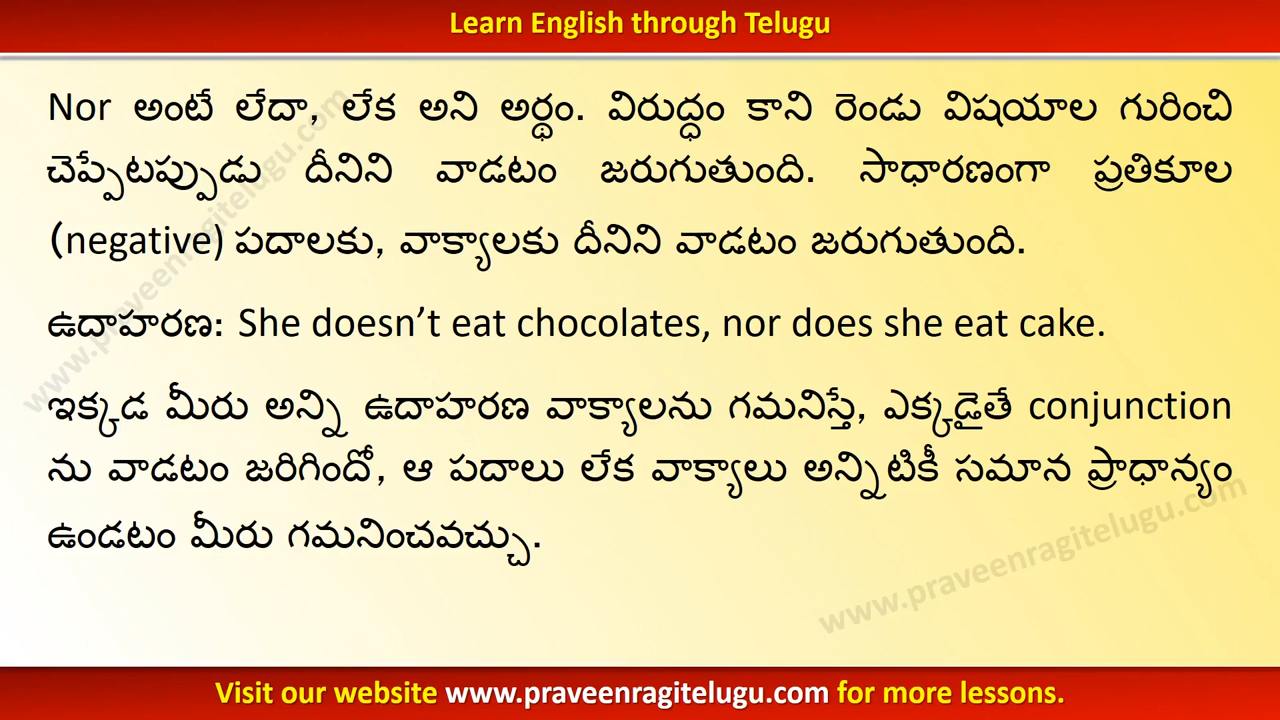 Learn English through Telugu
Nor అంటే లేదా, లేక అని అర్థం. విరుద్ధం కాని రెండు విషయాల గురించి
చెప్పేటప్పుడు దీనిని వాడటం జరుగుతుంది. సాధారణంగా ప్రతికూల
(negative) పదాలకు, వాక్యాలకు దీనిని వాడటం జరుగుతుంది.
ఉదాహరణ: She doesn’t eat chocolates, nor does she eat cake.
ఇక్కడ మీరు అన్ని ఉదాహరణ వాక్యాలను గమనిస్తే, ఎక్కడైతే conjunction
ను వాడటం జరిగిందో, ఆ పదాలు లేక వాక్యాలు అన్నిటికీ సమాన ప్రాధాన్యం
ఉండటం మీరు గమనించవచ్చు.
www.praveenragitelugu.com
www.praveenragitelugu.com
Visit our website www.praveenragitelugu.com for more lessons.